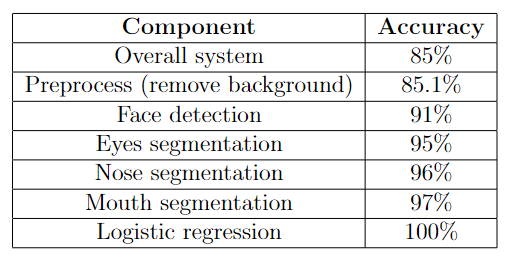 Component Accuracy
Overall system 85%
Preprocess (remove background) 85.1%
Face detection 91%
Eyes segmentation 95%
Nose segmentation 96%
Mouth segmentation 97%
Logistic regression 100%